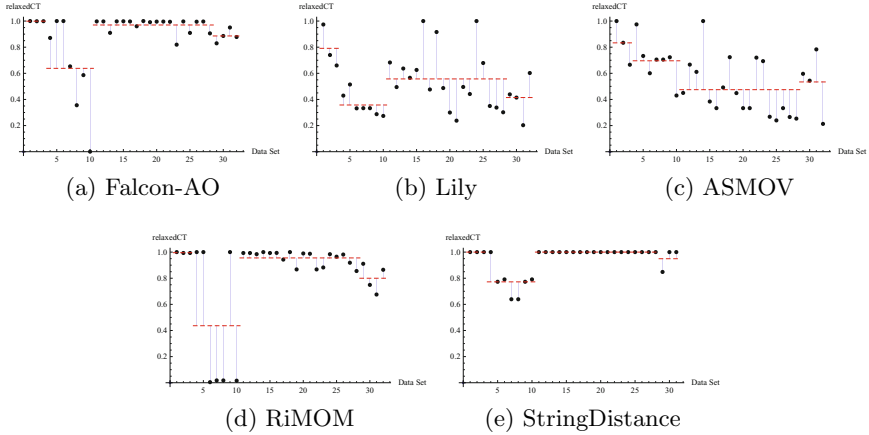 relaxedCT relaxedCT relaxedCT
1.0 1.0 1.0
0.8 0.8 0.8
0.6 0.6 0.6
0.4 0.4 0.4
0.2 0.2 0.2
Data Set Data Set Data Set
5 10 15 20 25 30 5 10 15 20 25 30 5 10 15 20 25 30
(a) Falcon-AO (b) Lily (c) ASMOV
relaxedCT relaxedCT
1.0 1.0
0.8 0.8
0.6 0.6
0.4 0.4
0.2 0.2
Data Set Data Set
5 10 15 20 25 30 5 10 15 20 25 30
(d) RiMOM (e) StringDistance